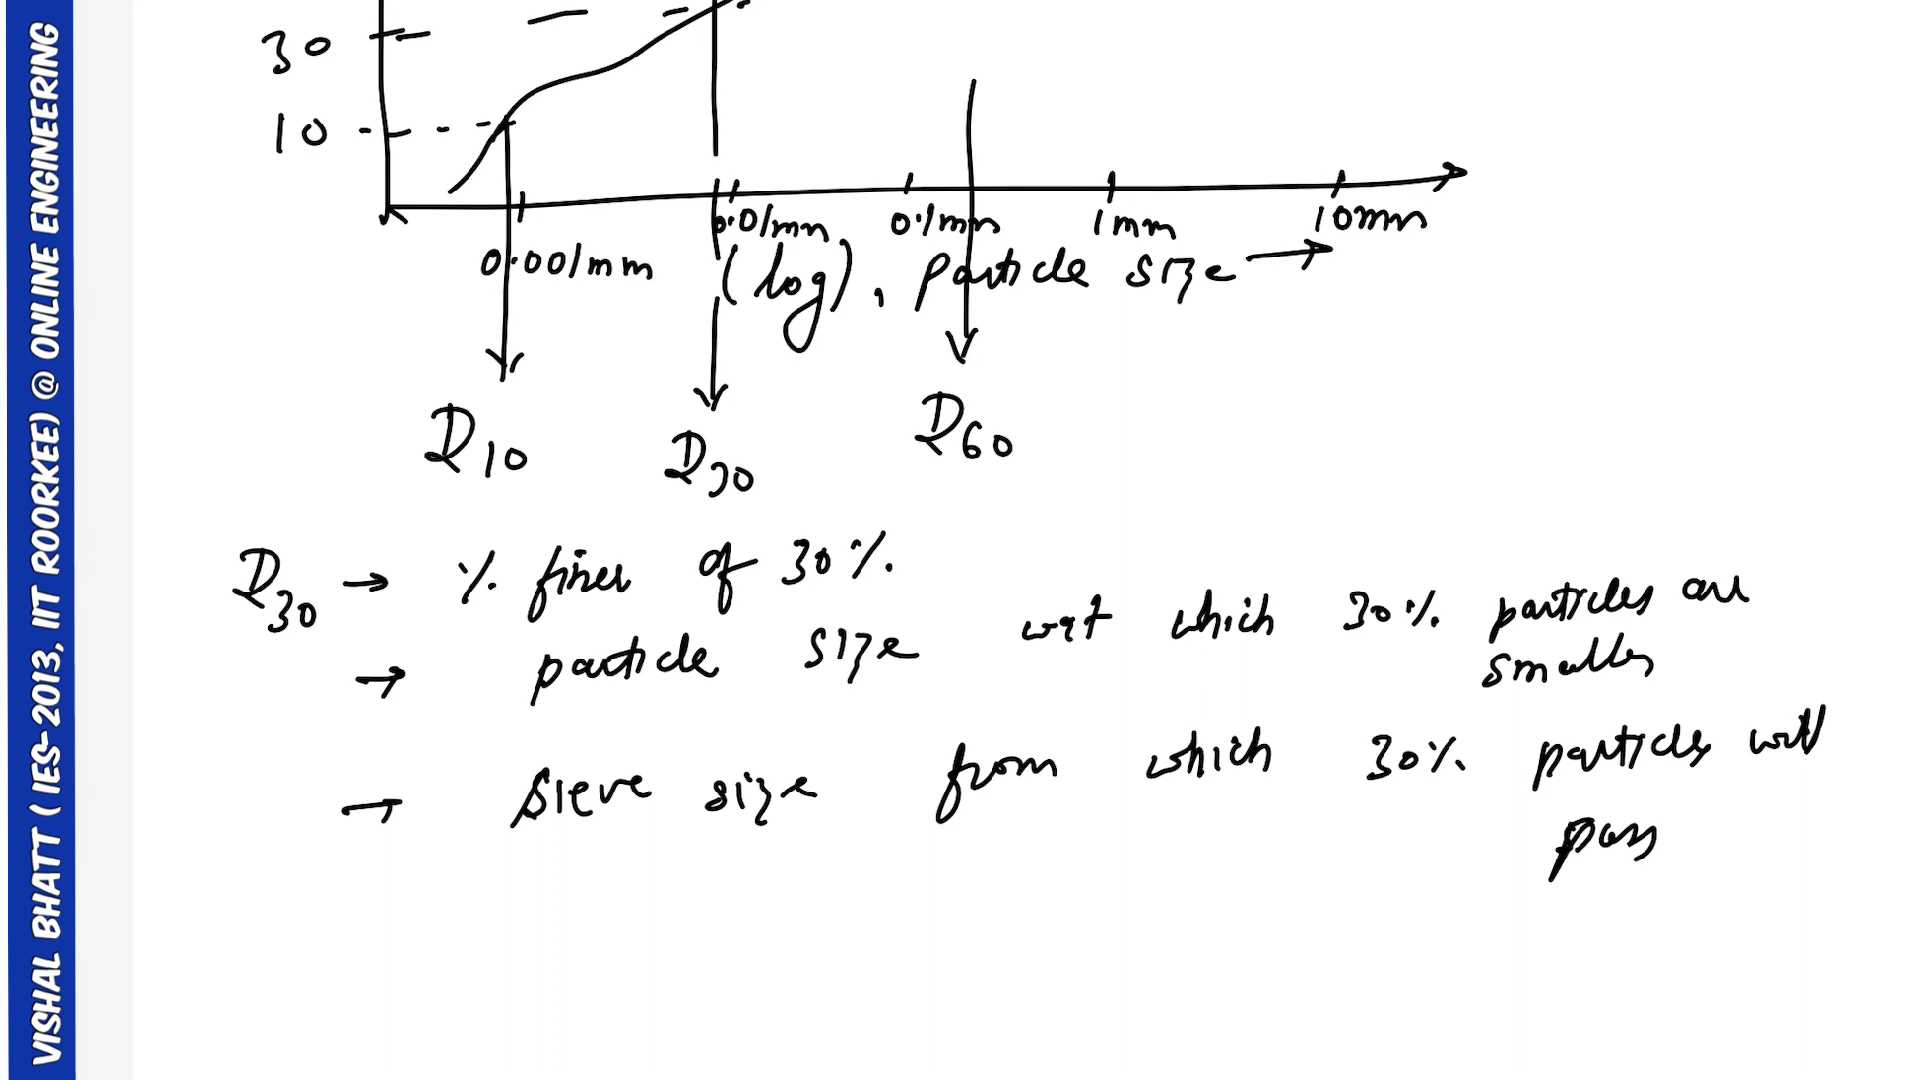 VISHAL BHATT ( IES-2013, IIT ROORKEE) @ ONLINE ENGINEERING
30
10
0.001mm 0.01mm 0.1mm 1mm 10mm
(log), particle size →
D10 D30 D60
D30 → % finer of 30%.
→ particle size wrt which 30% particles are
smaller
→ sieve size from which 30% particles will
pass